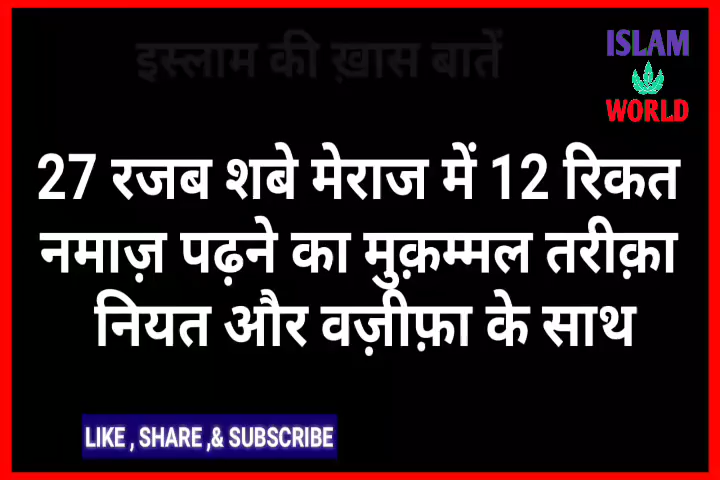 इस्लाम की ख़ास बातें
ISLAM
WORLD
27 रजब शबे मेराज में 12 रिकत
नमाज़ पढ़ने का मुक़म्मल तरीक़ा
नियत और वज़ीफ़ा के साथ
LIKE , SHARE ,& SUBSCRIBE